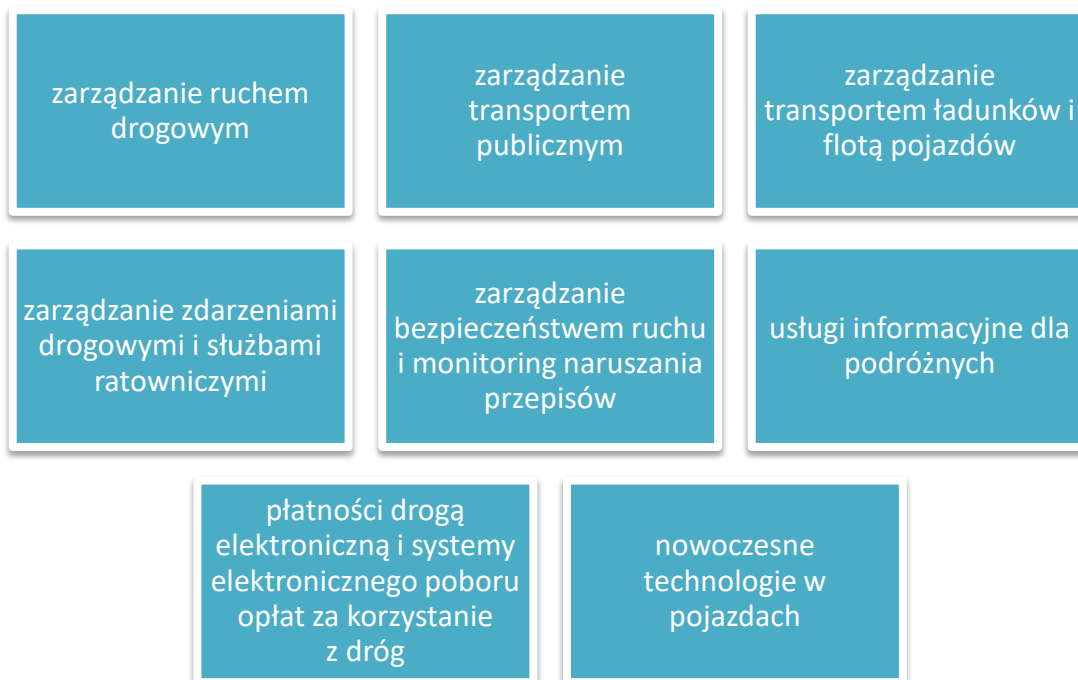 zarządzanie ruchem
drogowym
zarządzanie
transportem
publicznym
zarządzanie
transportem ładunków i
flotą pojazdów
zarządzanie zdarzeniami
drogowymi i służbami
ratowniczymi
zarządzanie
bezpieczeństwem ruchu
i monitoring naruszania
przepisów
usługi informacyjne dla
podróżnych
płatności drogą
elektroniczną i systemy
elektronicznego poboru
opłat za korzystanie
z dróg
nowoczesne
technologie w
pojazdach